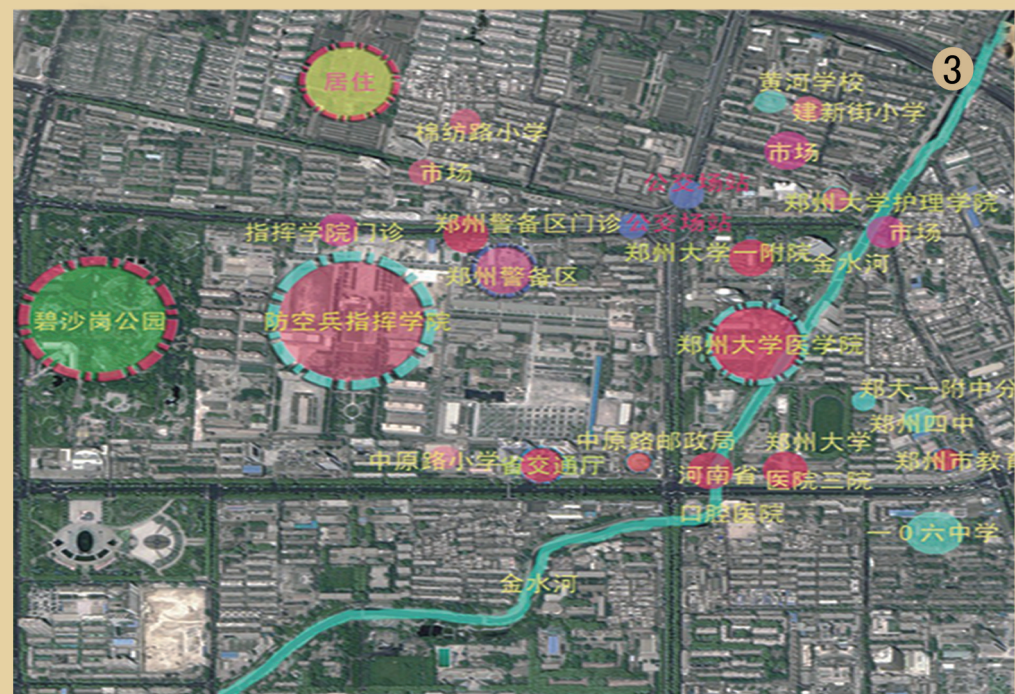 3
居住
黄河学校
建新街小学
棉纺路小学
市场
市场
公交场站
郑州大学护理学院
指挥学院门诊
郑州警备区门诊
公交场站
市场
郑州大学一附院
金水河
郑州警备区
碧沙岗公园
防空兵指挥学院
郑州大学医学院
郑大一附中分
郑州四中
中原路邮政局
郑州大学
中原路小学
省交通厅
河南省
医院三院
郑州市教育
口腔医院
一0六中学
金水河